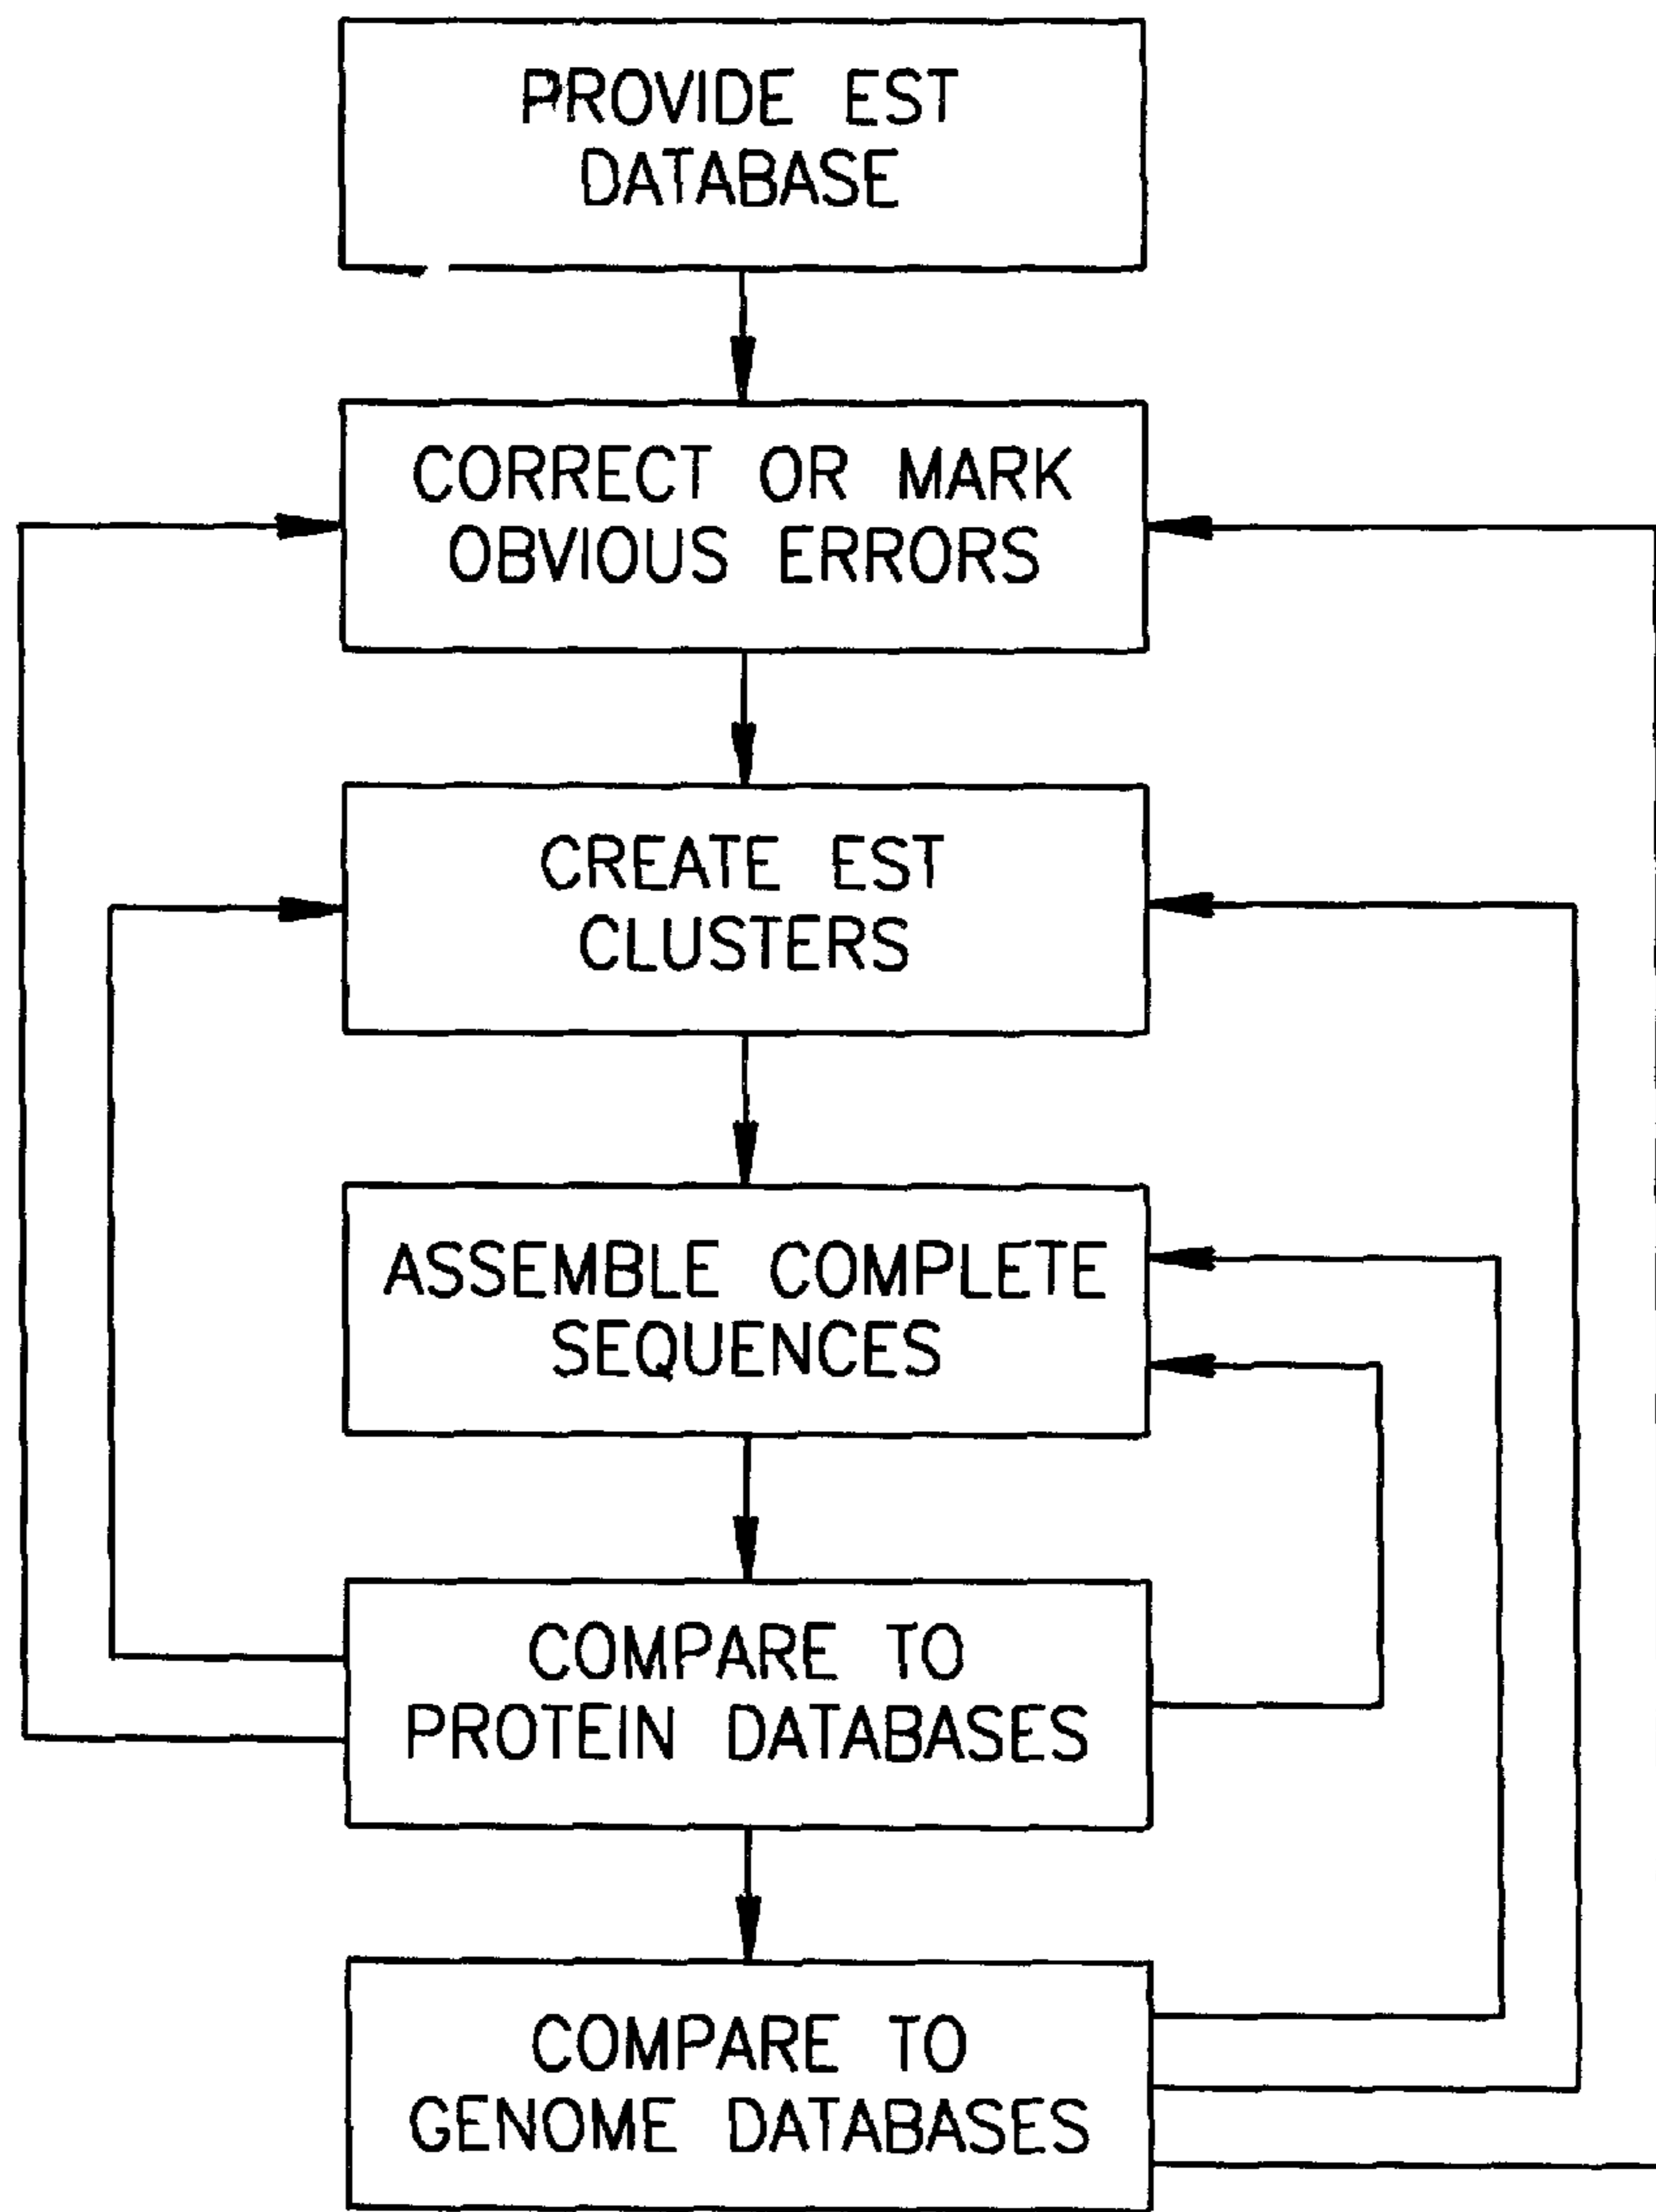 PROVIDE EST
DATABASE
CORRECT OR MARK
OBVIOUS ERRORS
CREATE EST
CLUSTERS
ASSEMBLE COMPLETE
SEQUENCES
COMPARE TO
PROTEIN DATABASES
COMPARE TO
GENOME DATABASES